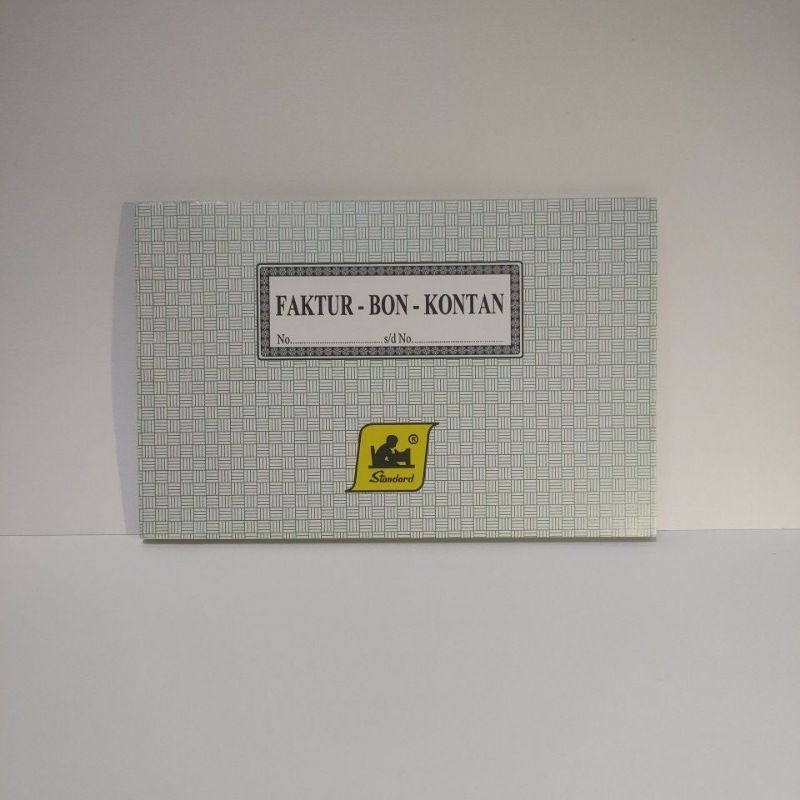 FAKTUR - BON - KONTAN
No.............................s/d No.............................
®
Standard